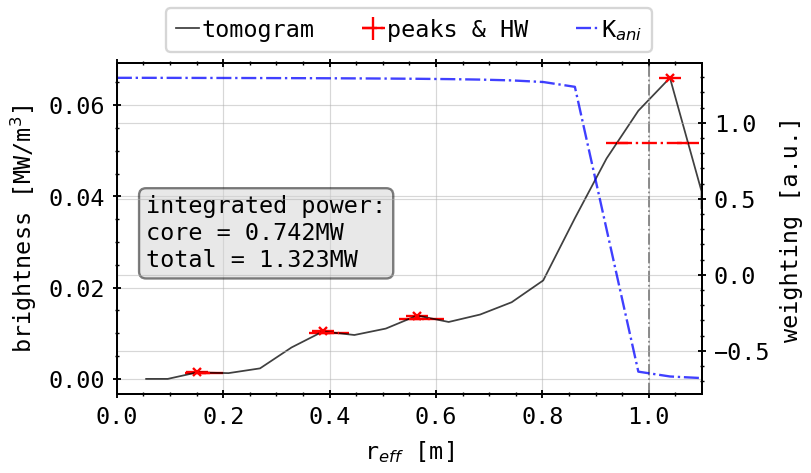 tomogram peaks & HW K_ani
brightness [MW/m³]
0.06
0.04
0.02
0.00
integrated power:
core = 0.742MW
total = 1.323MW
1.0
0.5
0.0
−0.5
weighting [a.u.]
0.0 0.2 0.4 0.6 0.8 1.0
r_eff [m]